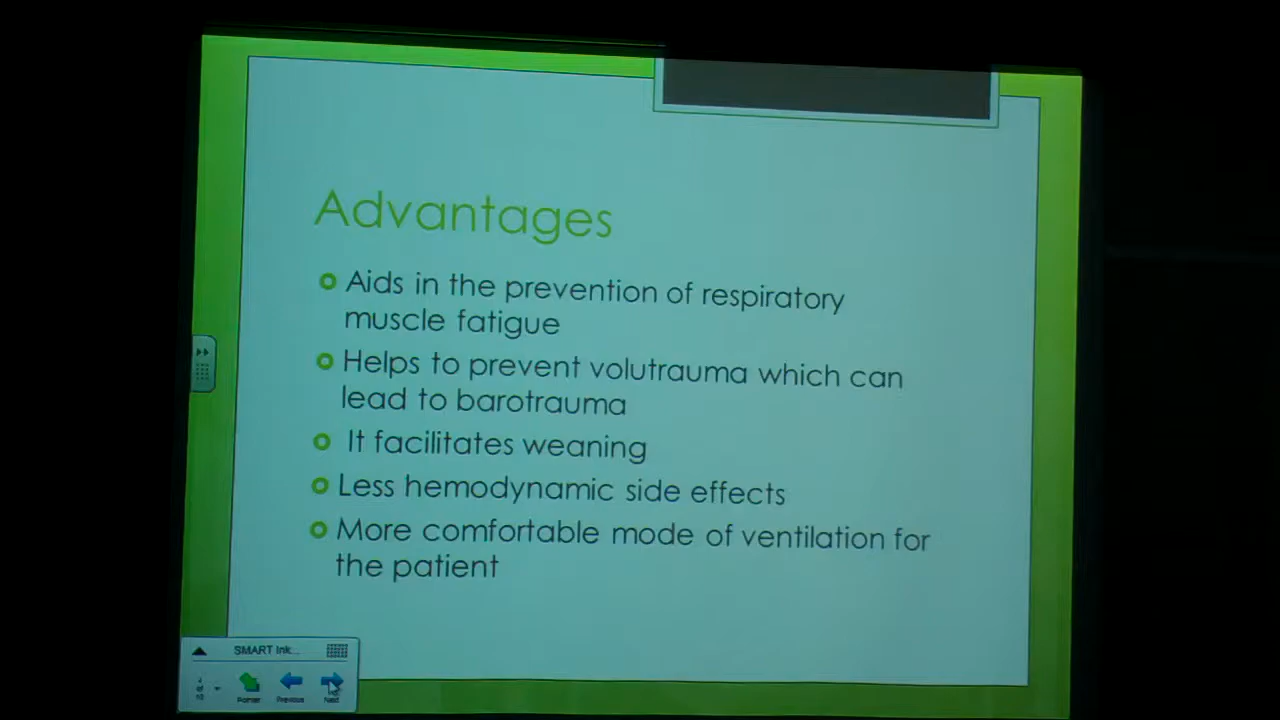 Advantages
Aids in the prevention of respiratory
muscle fatigue
Helps to prevent volutrauma which can
lead to barotrauma
It facilitates weaning
Less hemodynamic side effects
More comfortable mode of ventilation for
the patient
SMART Ink...
of
Pointer Previous Next